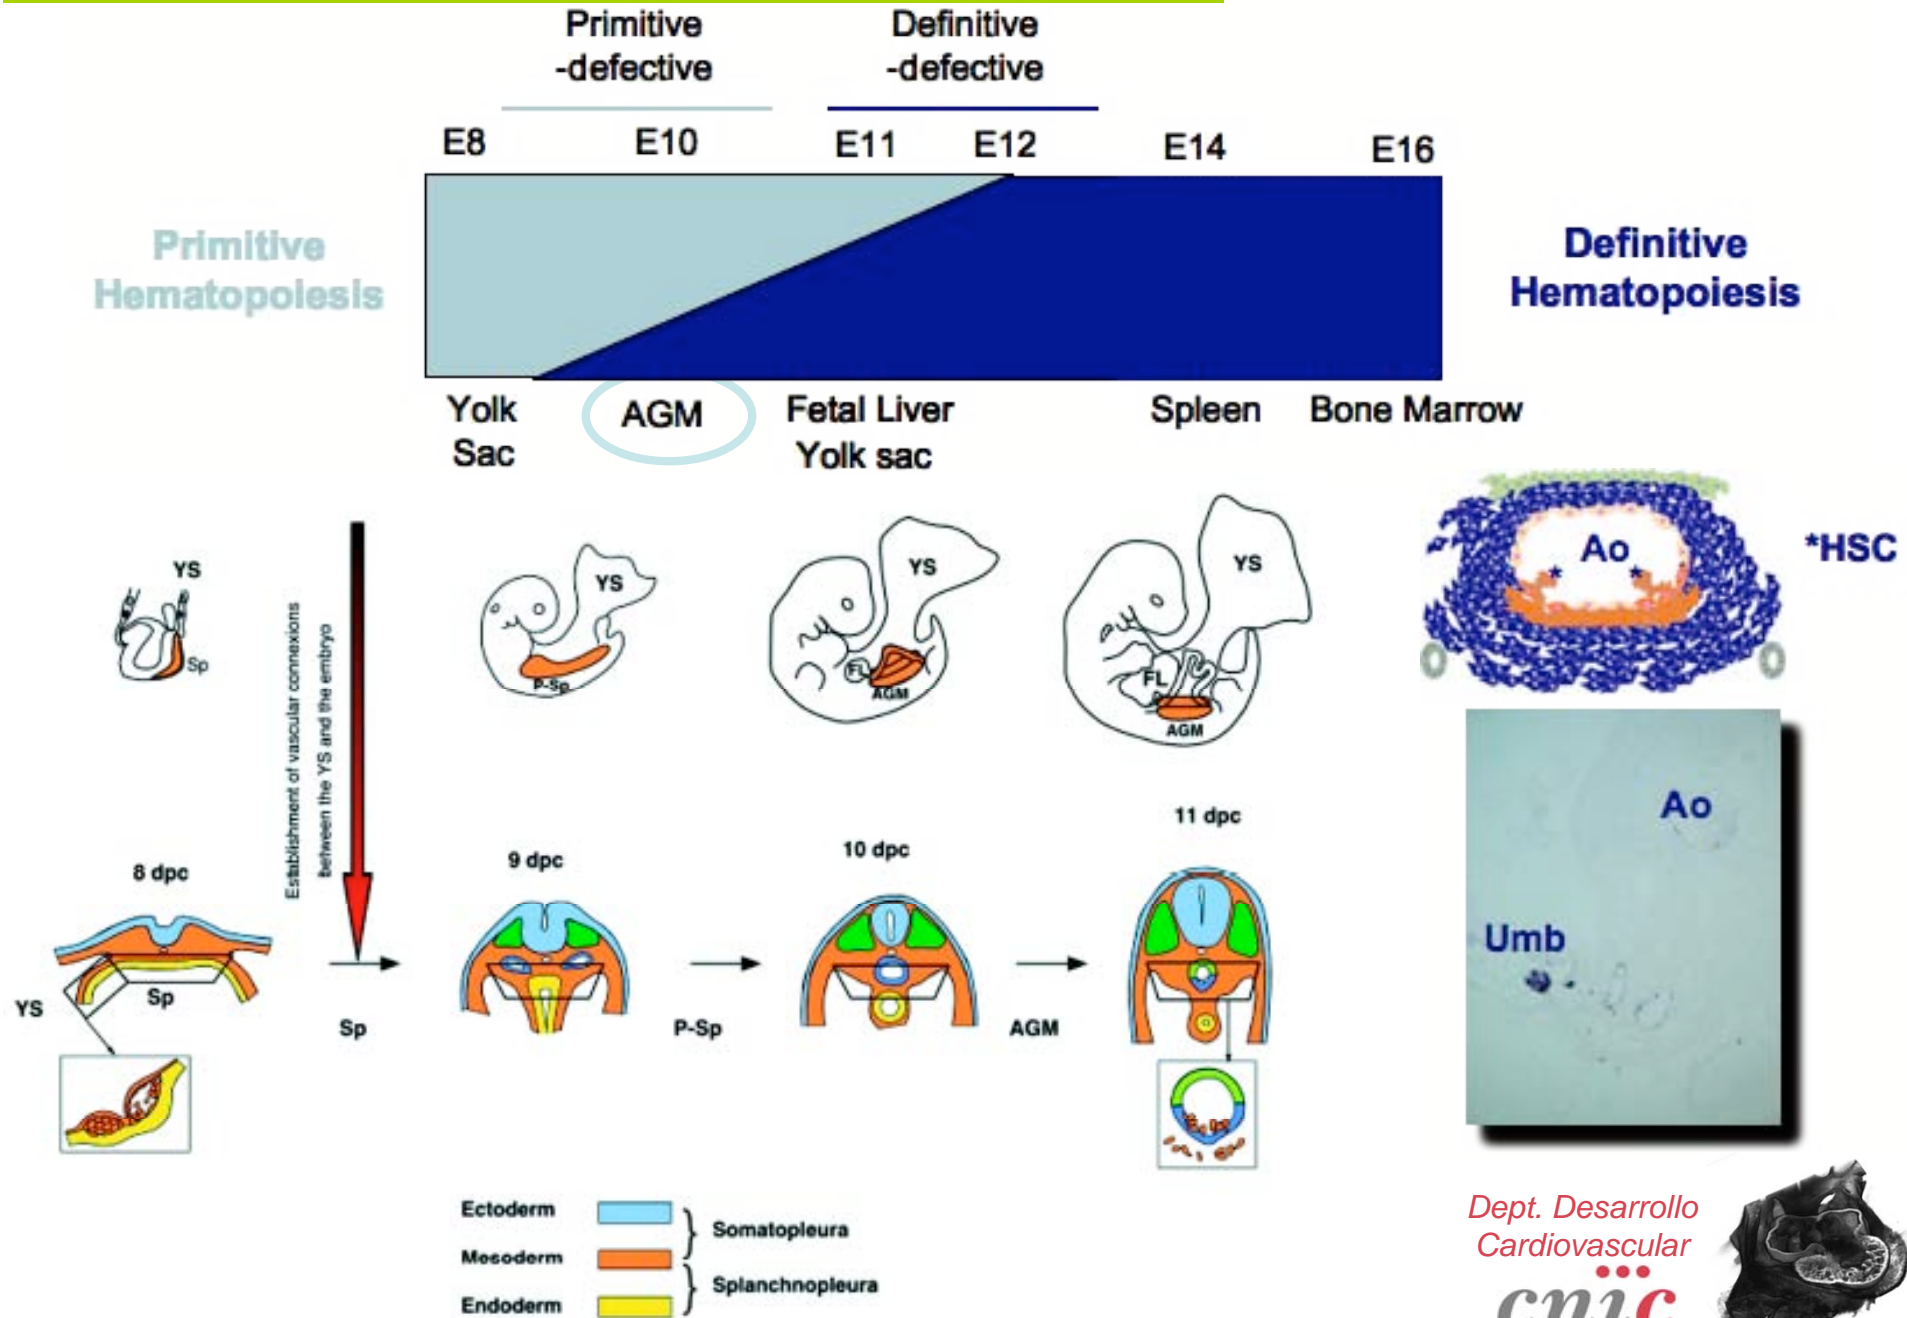 Primitive
-defective
Definitive
-defective
E8
E10
E11
E12
E14
E16
Primitive
Hematopoiesis
Definitive
Hematopoiesis
Yolk
Sac
AGM
Fetal Liver
Yolk sac
Spleen
Bone Marrow
YS
Sp
Establishment of vascular connexions
between the YS and the embryo
YS
P-Sp
YS
FL
AGM
YS
FL
AGM
Ao
*HSC
* *
8 dpc
9 dpc
10 dpc
11 dpc
YS
Sp
Sp
P-Sp
AGM
Ao
Umb
Ectoderm
Mesoderm
Endoderm
Somatopleura
Splanchnopleura
Dept. Desarrollo
Cardiovascular
cnic